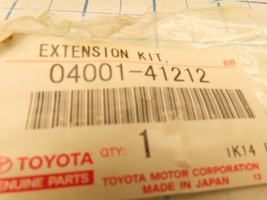 EXTENSION KIT,
BB
04001-41212
TOYOTA QTY: 1 1K14
GENUINE PARTS TOYOTA MOTOR CORPORATION
MADE IN JAPAN 13